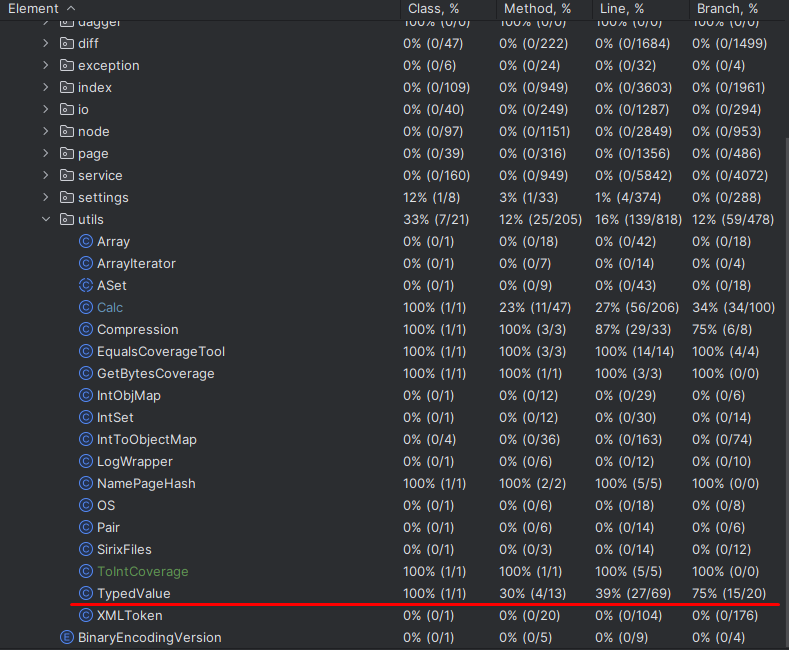 Element Class, % Method, % Line, % Branch, %
dagger 100% (0/0) 100% (0/0) 100% (0/0) 100% (0/0)
diff 0% (0/47) 0% (0/222) 0% (0/1684) 0% (0/1499)
exception 0% (0/6) 0% (0/24) 0% (0/32) 0% (0/4)
index 0% (0/109) 0% (0/949) 0% (0/3603) 0% (0/1961)
io 0% (0/40) 0% (0/249) 0% (0/1287) 0% (0/294)
node 0% (0/97) 0% (0/1151) 0% (0/2849) 0% (0/953)
page 0% (0/39) 0% (0/316) 0% (0/1356) 0% (0/486)
service 0% (0/160) 0% (0/949) 0% (0/5842) 0% (0/4072)
settings 12% (1/8) 3% (1/33) 1% (4/374) 0% (0/288)
utils 33% (7/21) 12% (25/205) 16% (139/818) 12% (59/478)
C Array 0% (0/1) 0% (0/18) 0% (0/42) 0% (0/18)
C ArrayIterator 0% (0/1) 0% (0/7) 0% (0/14) 0% (0/4)
C ASet 0% (0/1) 0% (0/9) 0% (0/43) 0% (0/18)
C Calc 100% (1/1) 23% (11/47) 27% (56/206) 34% (34/100)
C Compression 100% (1/1) 100% (3/3) 87% (29/33) 75% (6/8)
C EqualsCoverageTool 100% (1/1) 100% (3/3) 100% (14/14) 100% (4/4)
C GetBytesCoverage 100% (1/1) 100% (1/1) 100% (3/3) 100% (0/0)
C IntObjMap 0% (0/1) 0% (0/12) 0% (0/29) 0% (0/6)
C IntSet 0% (0/1) 0% (0/12) 0% (0/30) 0% (0/14)
C IntToObjectMap 0% (0/4) 0% (0/36) 0% (0/163) 0% (0/74)
C LogWrapper 0% (0/1) 0% (0/6) 0% (0/12) 0% (0/10)
C NamePageHash 100% (1/1) 100% (2/2) 100% (5/5) 100% (0/0)
C OS 0% (0/1) 0% (0/6) 0% (0/18) 0% (0/8)
C Pair 0% (0/1) 0% (0/6) 0% (0/14) 0% (0/6)
C SirixFiles 0% (0/1) 0% (0/3) 0% (0/14) 0% (0/12)
C ToIntCoverage 100% (1/1) 100% (1/1) 100% (5/5) 100% (0/0)
C TypedValue 100% (1/1) 30% (4/13) 39% (27/69) 75% (15/20)
C XMLToken 0% (0/1) 0% (0/20) 0% (0/104) 0% (0/176)
E BinaryEncodingVersion 0% (0/1) 0% (0/5) 0% (0/9) 0% (0/4)